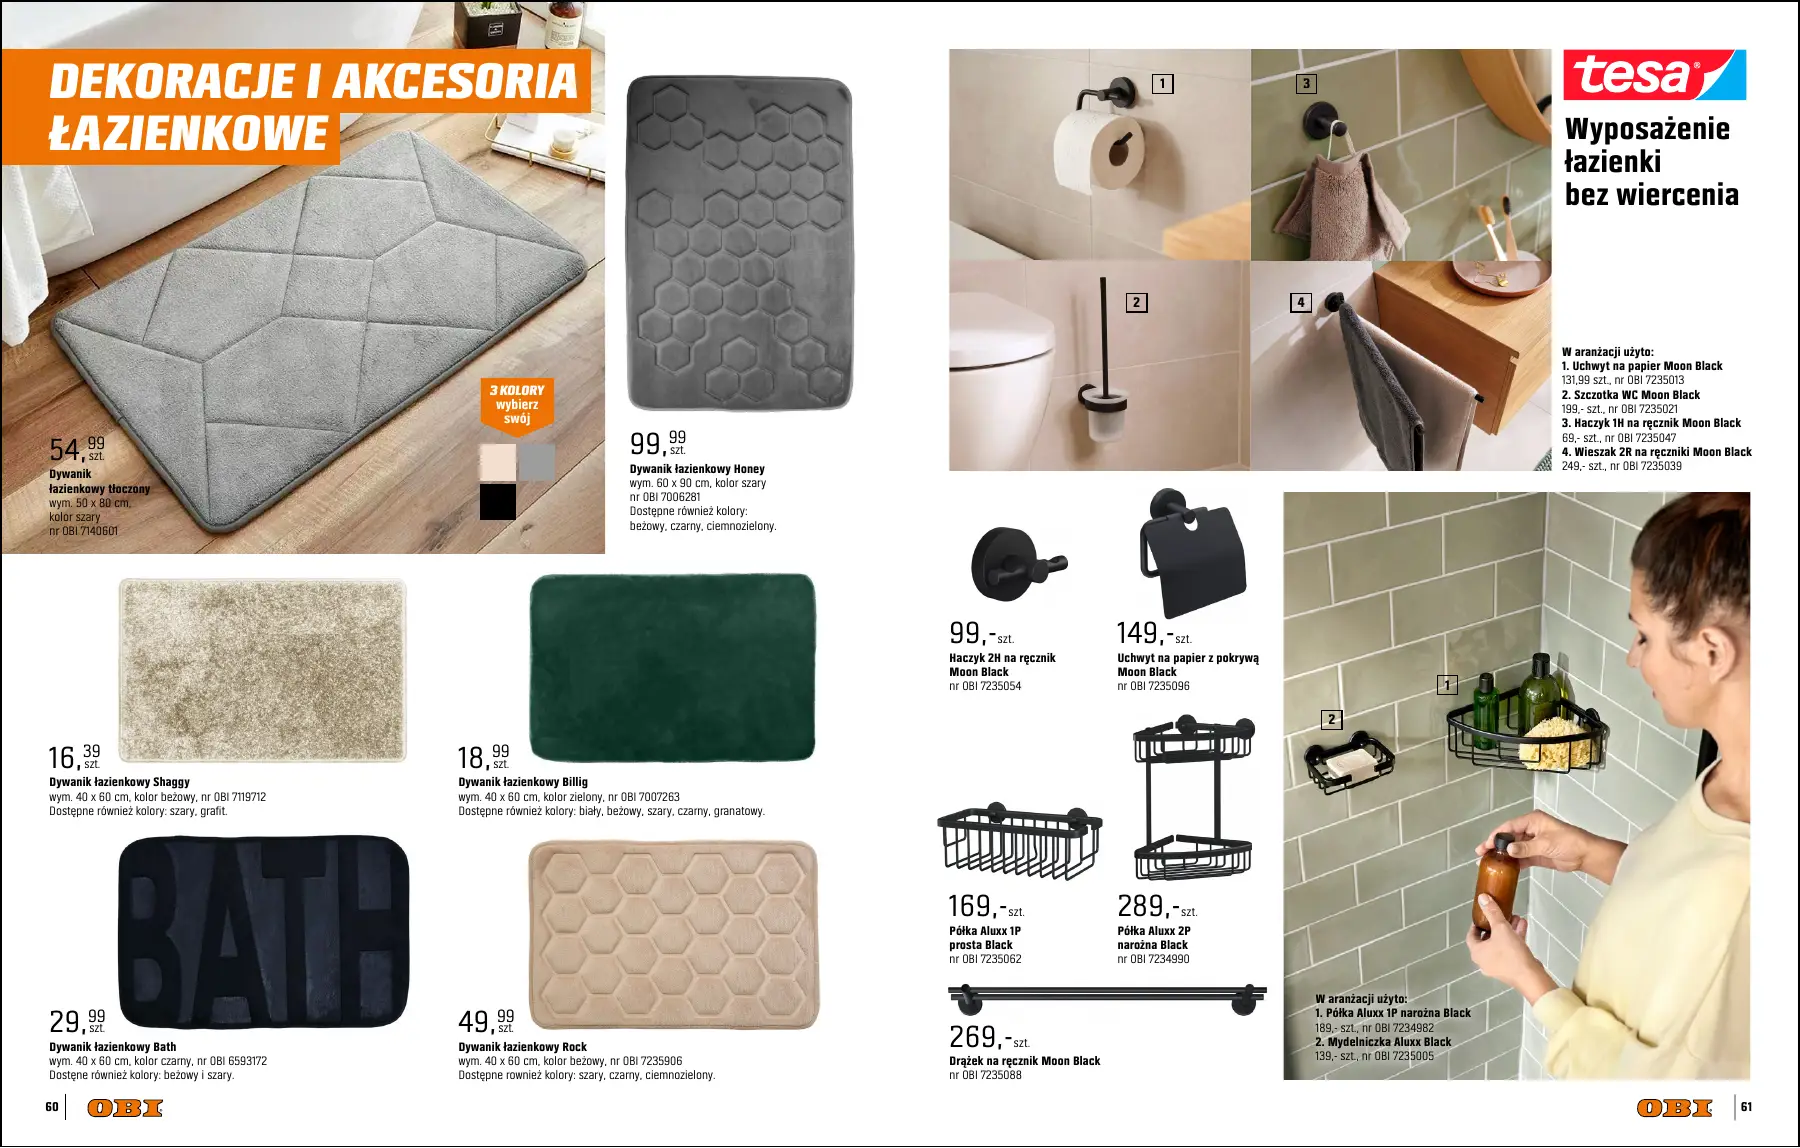 DEKORACJE I AKCESORIA
ŁAZIENKOWE
3 KOLORY
wybierz
swój
54,99
szt.
Dywanik
łazienkowy tłoczony
wym. 50 x 80 cm,
kolor szary
nr OBI 7140601
99,99
szt.
Dywanik łazienkowy Honey
wym. 60 x 90 cm, kolor szary
nr OBI 7006281
Dostępne również kolory:
beżowy, czarny, ciemnozielony.
16,39
szt.
Dywanik łazienkowy Shaggy
wym. 40 x 60 cm, kolor beżowy, nr OBI 7119712
Dostępne również kolory: szary, grafit.
18,99
szt.
Dywanik łazienkowy Billig
wym. 40 x 60 cm, kolor zielony, nr OBI 7007263
Dostępne również kolory: biały, beżowy, szary, czarny, granatowy.
BATH
29,99
szt.
Dywanik łazienkowy Bath
wym. 40 x 60 cm, kolor czarny, nr OBI 6593172
Dostęne również kolory: beżowy i szary.
49,99
szt.
Dywanik łazienkowy Rock
wym. 40 x 60 cm, kolor beżowy, nr OBI 7235906
Dostępne rownież kolory: szary, czarny, ciemnozielony.
60
OBI
1
3
2
4
tesa®
Wyposażenie
łazienki
bez wiercenia
W aranżacji użyto:
1. Uchwyt na papier Moon Black
131,99 szt., nr OBI 7235013
2. Szczotka WC Moon Black
199,- szt., nr OBI 7235021
3. Haczyk 1H na ręcznik Moon Black
69,- szt., nr OBI 7235047
4. Wieszak 2R na ręczniki Moon Black
249,- szt., nr OBI 7235039
99,-szt.
Haczyk 2H na ręcznik
Moon Black
nr OBI 7235054
149,-szt.
Uchwyt na papier z pokrywą
Moon Black
nr OBI 7235096
169,-szt.
Półka Aluxx 1P
prosta Black
nr OBI 7235062
289,-szt.
Półka Aluxx 2P
narożna Black
nr OBI 7234990
269,-szt.
Drążek na ręcznik Moon Black
nr OBI 7235088
1
2
W aranżacji użyto:
1. Półka Aluxx 1P narożna Black
189,- szt., nr OBI 7234982
2. Mydelniczka Aluxx Black
139,- szt., nr OBI 7235005
OBI
61